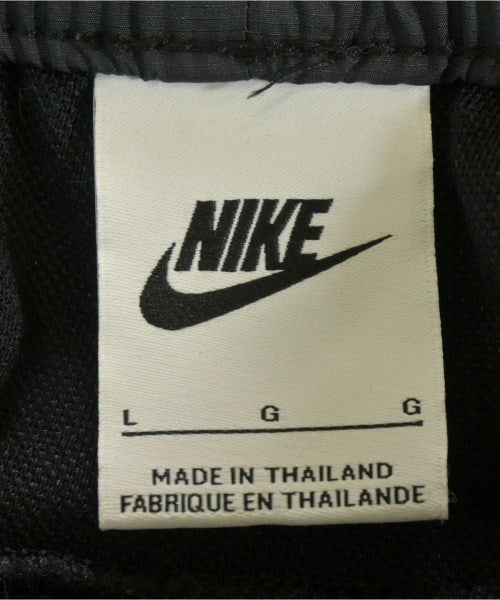 NIKE
L G G
MADE IN THAILAND
FABRIQUE EN THAILANDE